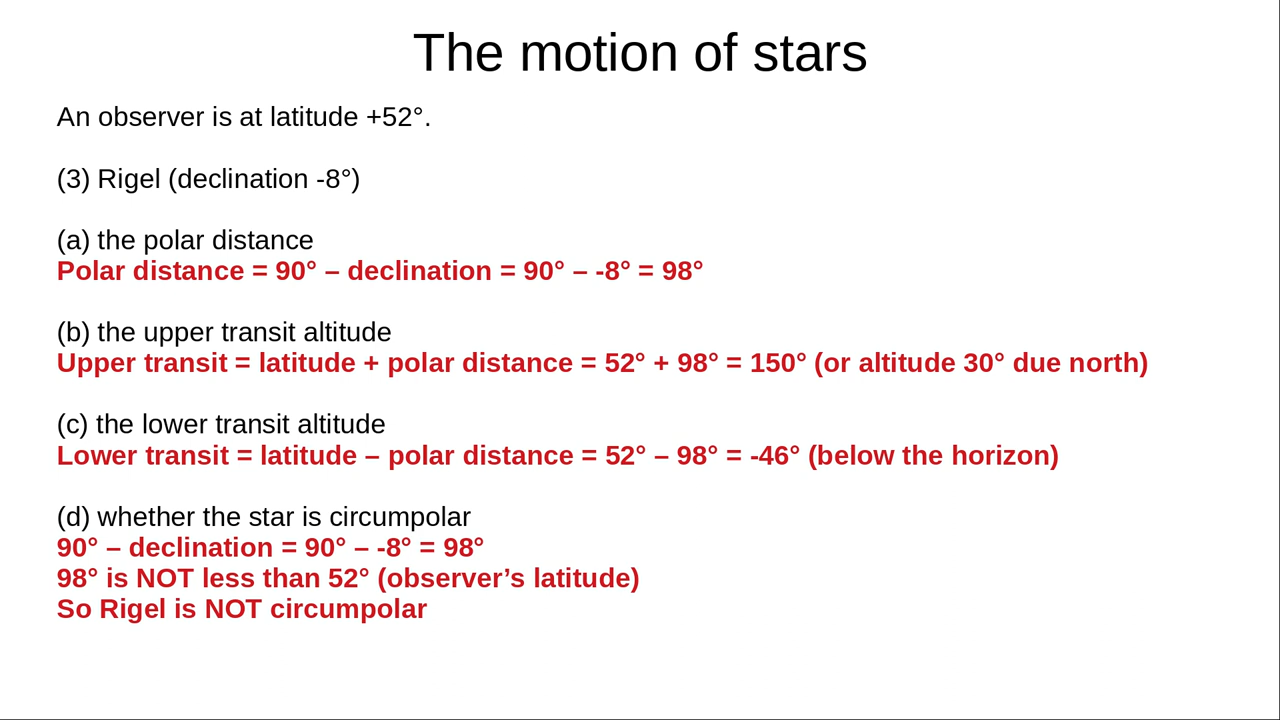 The motion of stars
An observer is at latitude +52°.
(3) Rigel (declination -8°)
(a) the polar distance
Polar distance = 90° – declination = 90° – -8° = 98°
(b) the upper transit altitude
Upper transit = latitude + polar distance = 52° + 98° = 150° (or altitude 30° due north)
(c) the lower transit altitude
Lower transit = latitude – polar distance = 52° – 98° = -46° (below the horizon)
(d) whether the star is circumpolar
90° – declination = 90° – -8° = 98°
98° is NOT less than 52° (observer’s latitude)
So Rigel is NOT circumpolar